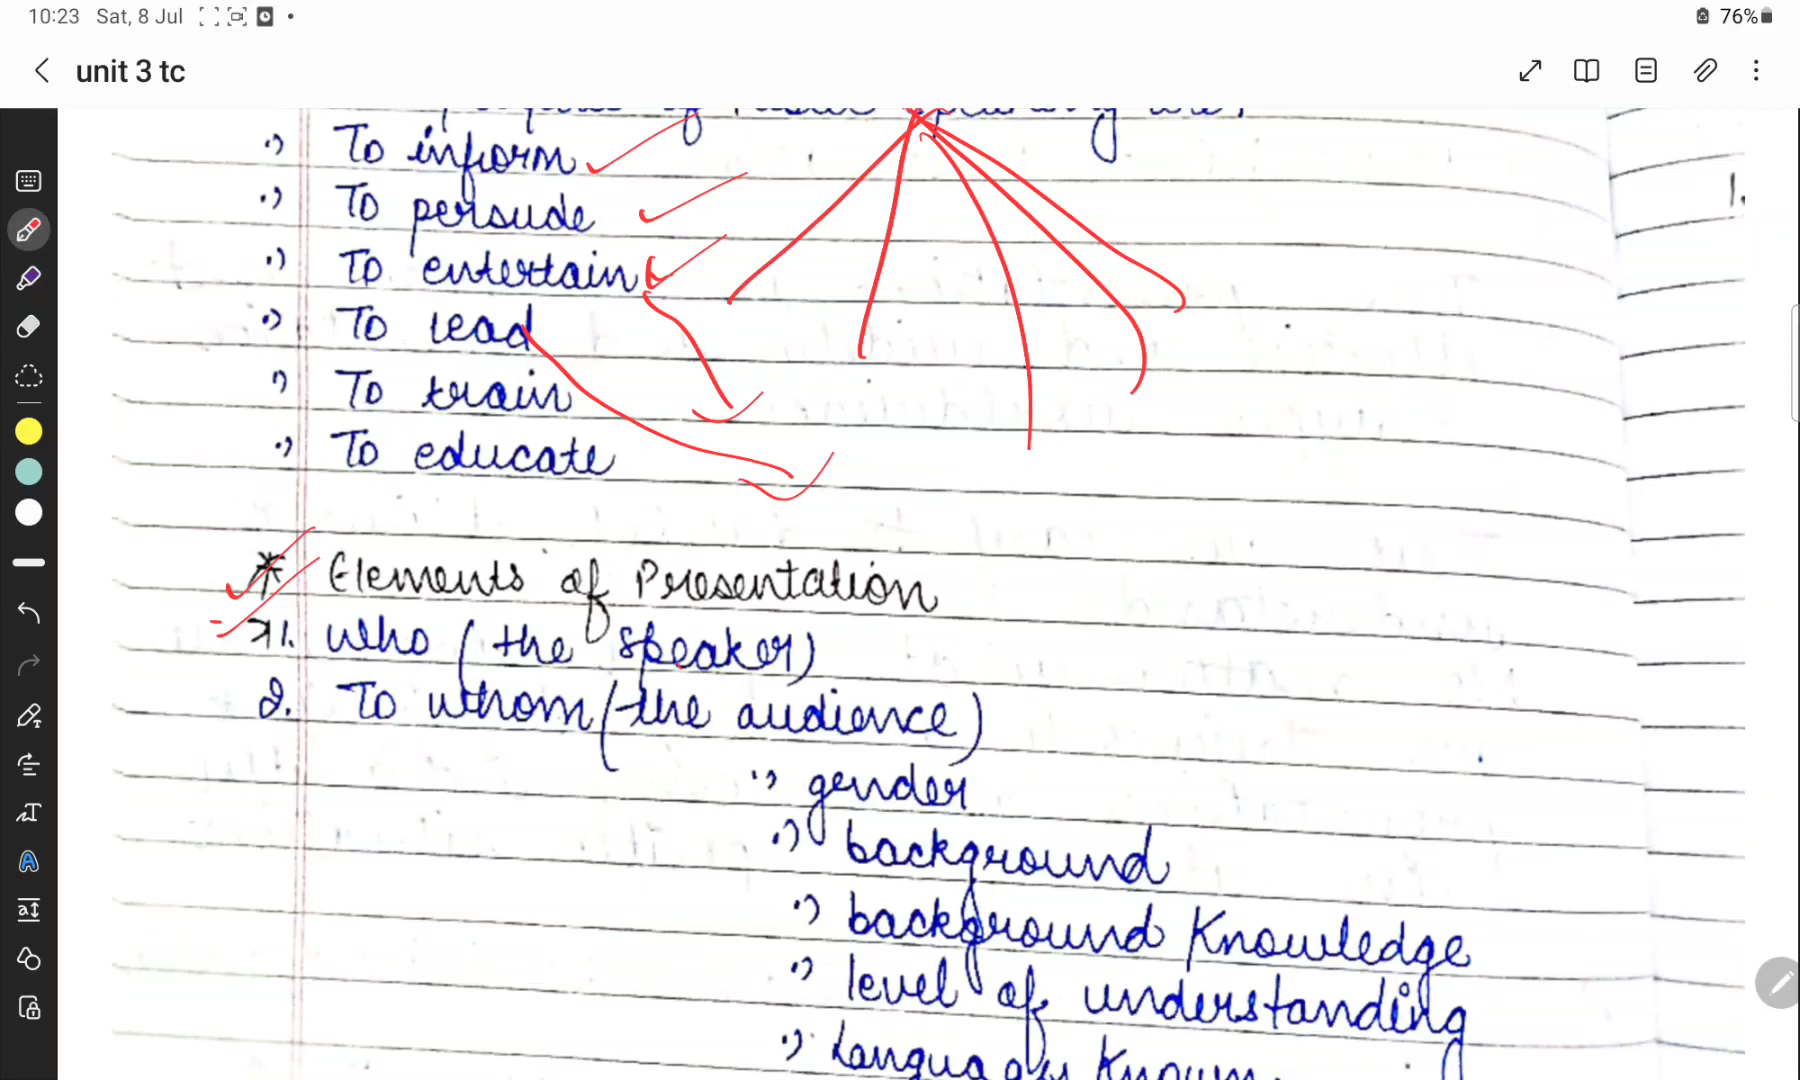 10:23 Sat, 8 Jul
76%
unit 3 tc
To inform
To persude
To entertain
To lead
To train
To educate
* Elements of Presentation
1. who (the speaker)
2. To whom (the audience)
gender
background
background Knowledge
level of understanding
Known
1.